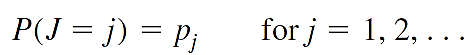 P(J = j) = p_j for j = 1, 2, . . .